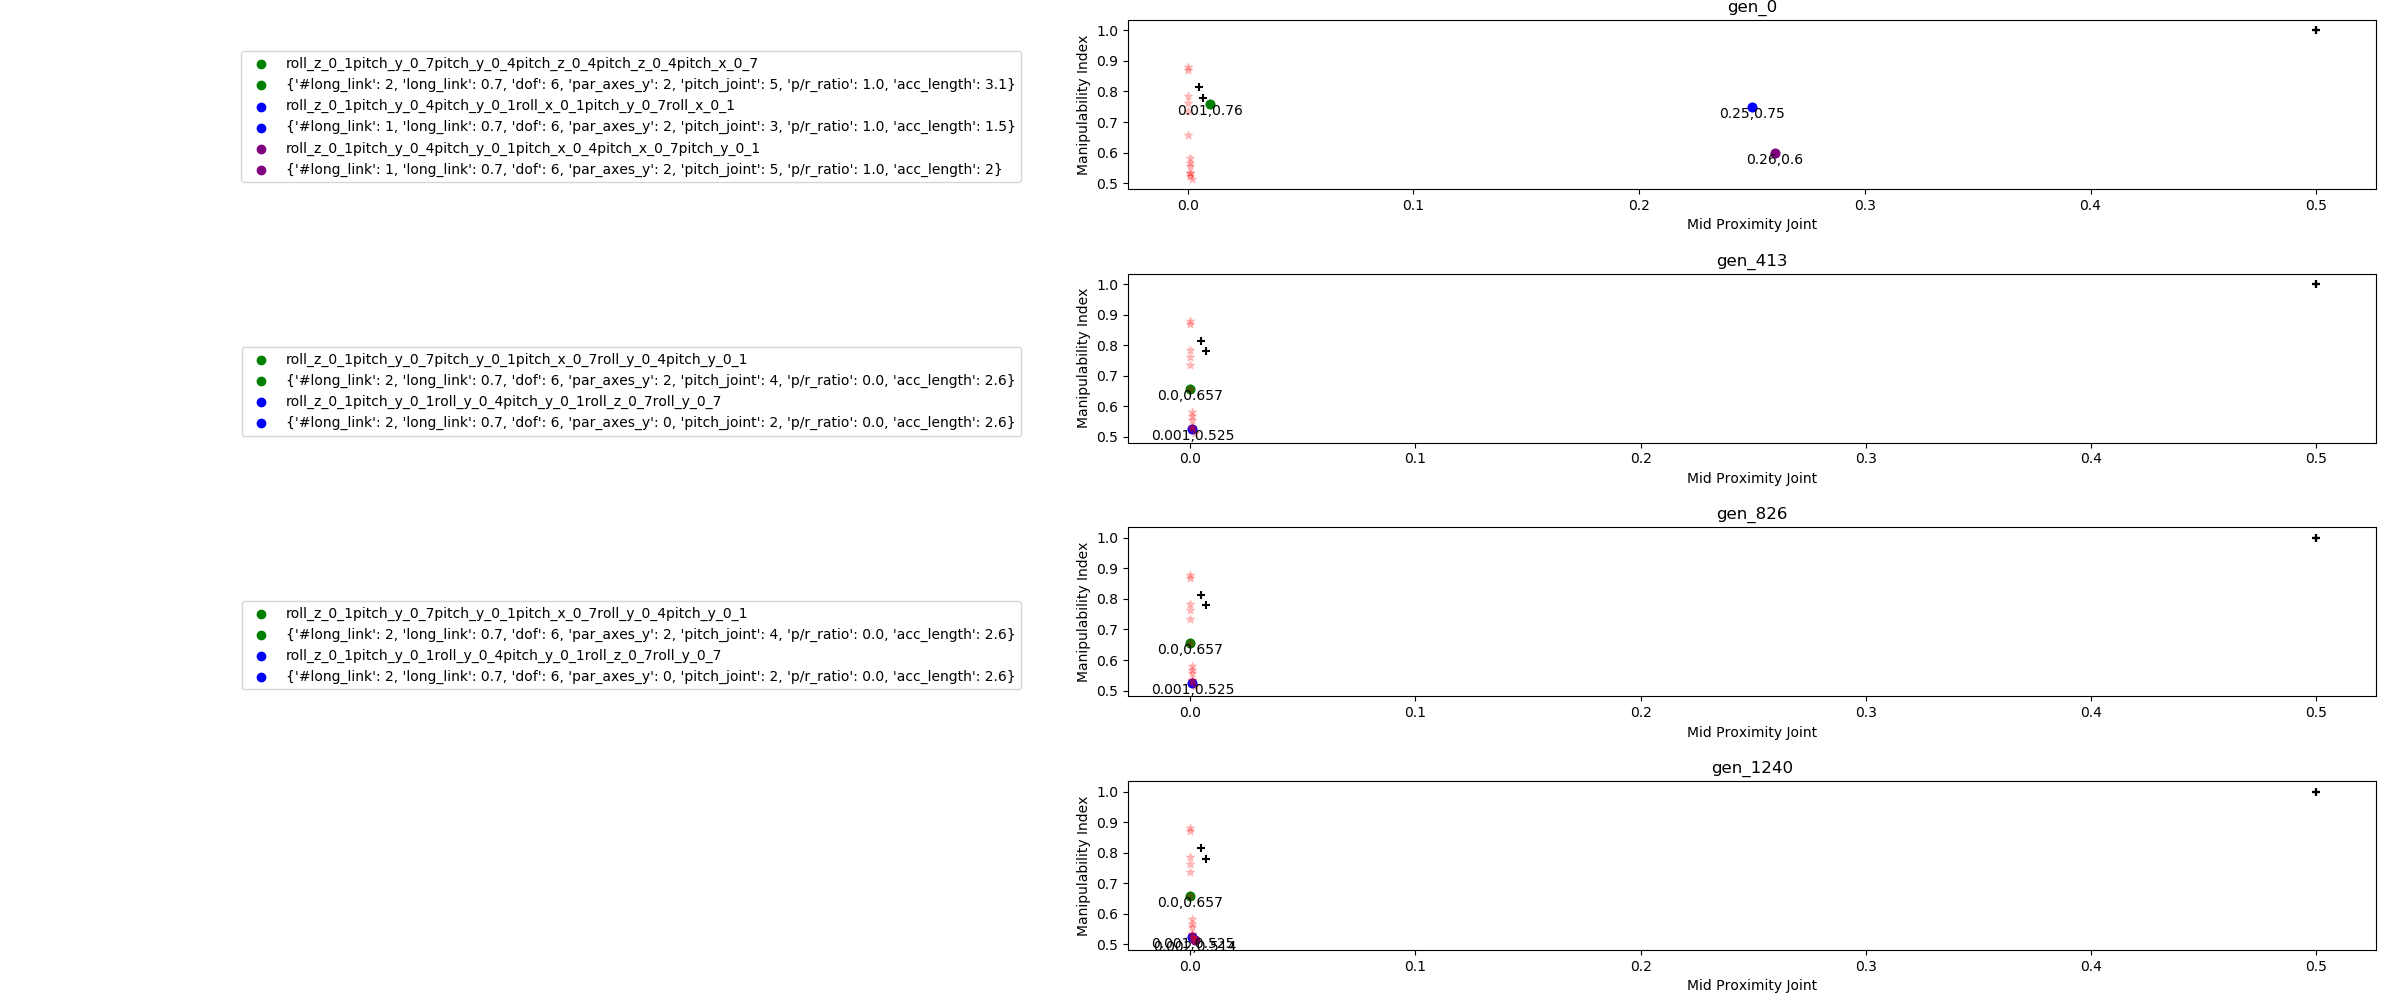 gen_0
roll_z_0_1pitch_y_0_7pitch_y_0_4pitch_z_0_4pitch_z_0_4pitch_x_0_7
{'#long_link': 2, 'long_link': 0.7, 'dof': 6, 'par_axes_y': 2, 'pitch_joint': 5, 'p/r_ratio': 1.0, 'acc_length': 3.1}
roll_z_0_1pitch_y_0_4pitch_y_0_1roll_x_0_1pitch_y_0_7roll_x_0_1
{'#long_link': 1, 'long_link': 0.7, 'dof': 6, 'par_axes_y': 2, 'pitch_joint': 3, 'p/r_ratio': 1.0, 'acc_length': 1.5}
roll_z_0_1pitch_y_0_4pitch_y_0_1pitch_x_0_4pitch_x_0_7pitch_y_0_1
{'#long_link': 1, 'long_link': 0.7, 'dof': 6, 'par_axes_y': 2, 'pitch_joint': 5, 'p/r_ratio': 1.0, 'acc_length': 2}
Manipulability Index
1.0
0.9
0.8
0.7
0.6
0.5
0.01,0.76
0.25,0.75
0.26,0.6
0.0 0.1 0.2 0.3 0.4 0.5
Mid Proximity Joint
gen_413
roll_z_0_1pitch_y_0_7pitch_y_0_1pitch_x_0_7roll_y_0_4pitch_y_0_1
{'#long_link': 2, 'long_link': 0.7, 'dof': 6, 'par_axes_y': 2, 'pitch_joint': 4, 'p/r_ratio': 0.0, 'acc_length': 2.6}
roll_z_0_1pitch_y_0_1roll_y_0_4pitch_y_0_1roll_z_0_7roll_y_0_7
{'#long_link': 2, 'long_link': 0.7, 'dof': 6, 'par_axes_y': 0, 'pitch_joint': 2, 'p/r_ratio': 0.0, 'acc_length': 2.6}
Manipulability Index
1.0
0.9
0.8
0.7
0.6
0.5
0.0,0.657
0.001,0.525
0.0 0.1 0.2 0.3 0.4 0.5
Mid Proximity Joint
gen_826
roll_z_0_1pitch_y_0_7pitch_y_0_1pitch_x_0_7roll_y_0_4pitch_y_0_1
{'#long_link': 2, 'long_link': 0.7, 'dof': 6, 'par_axes_y': 2, 'pitch_joint': 4, 'p/r_ratio': 0.0, 'acc_length': 2.6}
roll_z_0_1pitch_y_0_1roll_y_0_4pitch_y_0_1roll_z_0_7roll_y_0_7
{'#long_link': 2, 'long_link': 0.7, 'dof': 6, 'par_axes_y': 0, 'pitch_joint': 2, 'p/r_ratio': 0.0, 'acc_length': 2.6}
Manipulability Index
1.0
0.9
0.8
0.7
0.6
0.5
0.0,0.657
0.001,0.525
0.0 0.1 0.2 0.3 0.4 0.5
Mid Proximity Joint
gen_1240
Manipulability Index
1.0
0.9
0.8
0.7
0.6
0.5
0.0,0.657
0.001,0.525
0.002,0.514
0.0 0.1 0.2 0.3 0.4 0.5
Mid Proximity Joint